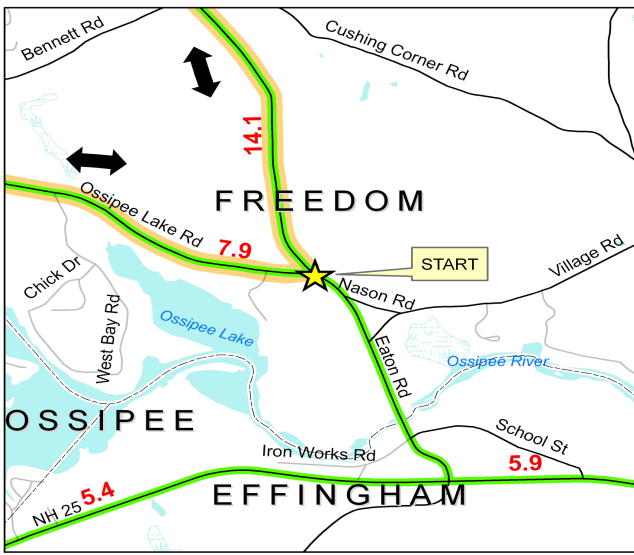 Bennett Rd
Cushing Corner Rd
14.1
FREEDOM
Ossipee Lake Rd
7.9
START
Village Rd
Nason Rd
Chick Dr
West Bay Rd
Ossipee Lake
Eaton Rd
Ossipee River
OSSIPEE
School St
Iron Works Rd
5.9
EFFINGHAM
5.4
NH 25